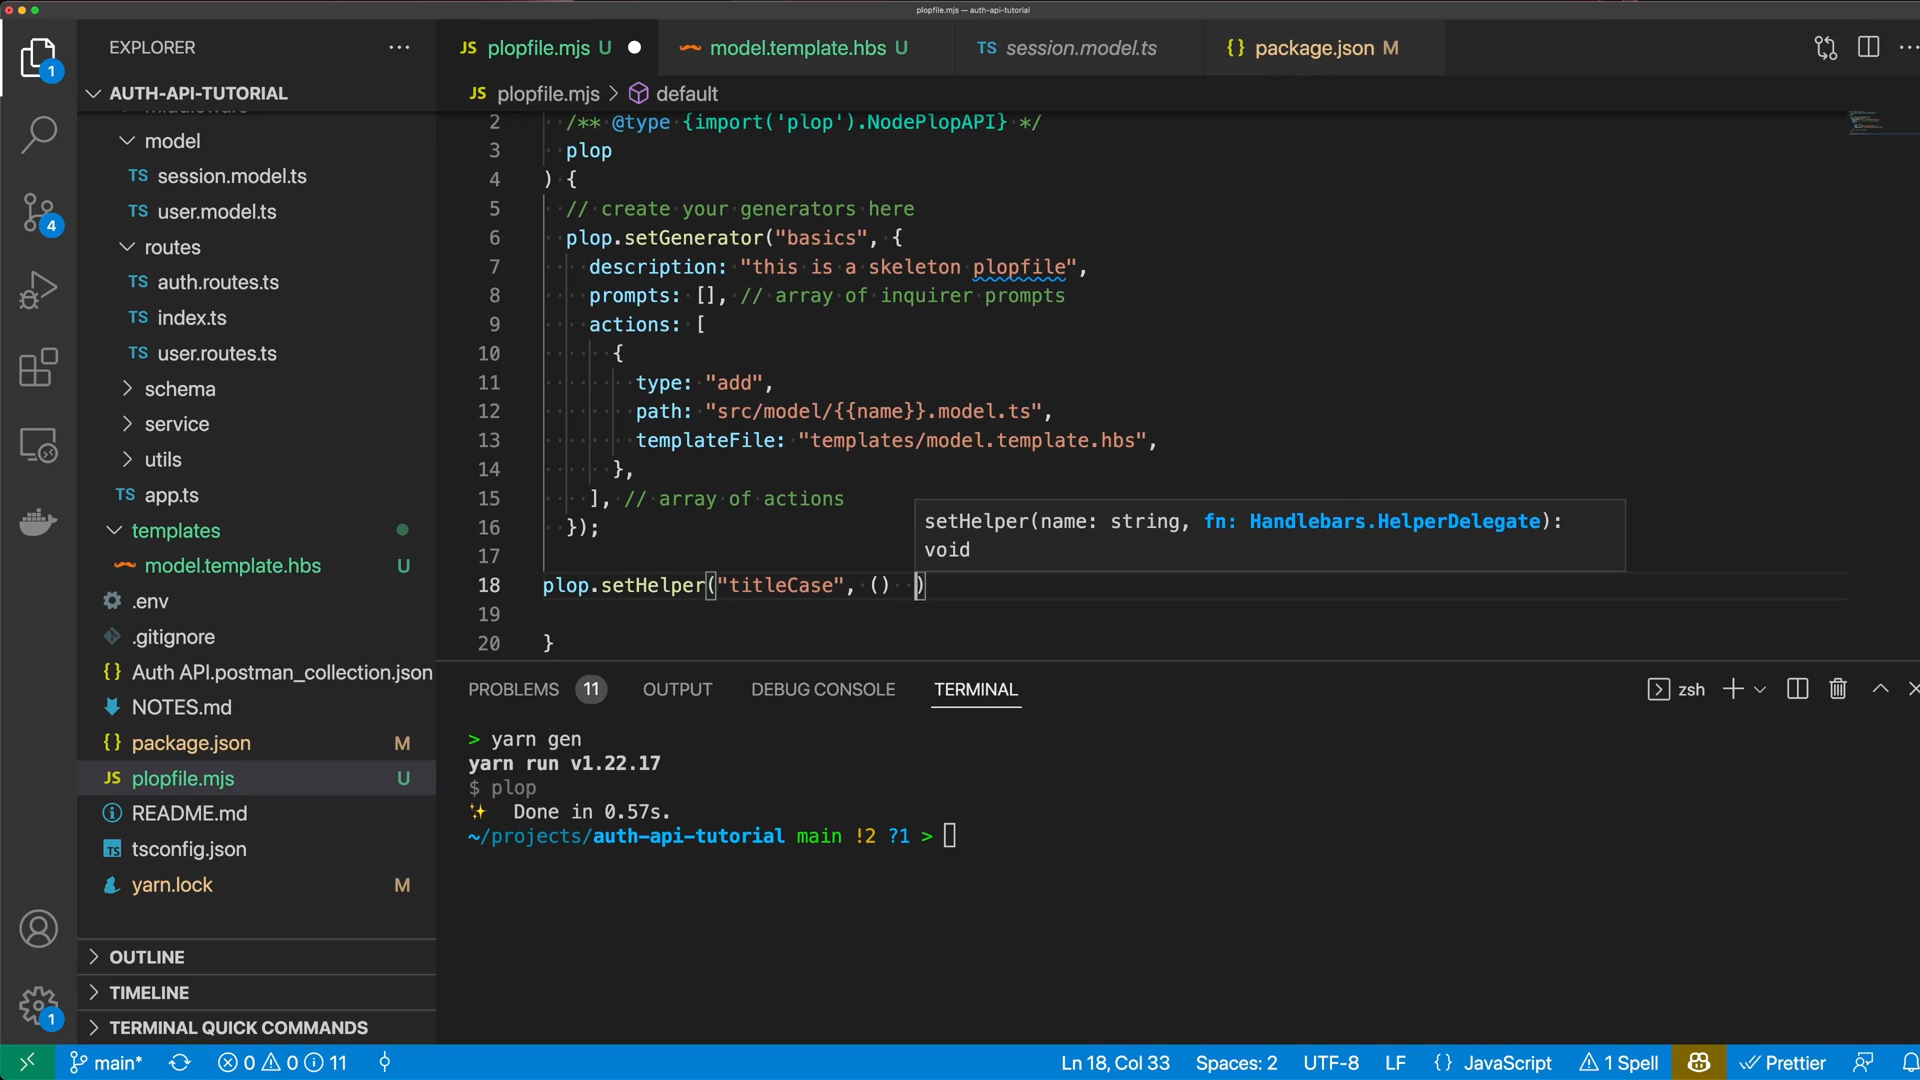 plopfile.mjs — auth-api-tutorial
EXPLORER
JS plopfile.mjs U
model.template.hbs U
TS session.model.ts
{} package.json M
1
AUTH-API-TUTORIAL
JS plopfile.mjs > default
model
TS session.model.ts
TS user.model.ts
routes
TS auth.routes.ts
TS index.ts
TS user.routes.ts
schema
service
utils
TS app.ts
templates
model.template.hbs U
.env
.gitignore
{} Auth API.postman_collection.json
NOTES.md
{} package.json M
JS plopfile.mjs U
README.md
TS tsconfig.json
yarn.lock M
OUTLINE
TIMELINE
TERMINAL QUICK COMMANDS
4
1
2 /** @type {import('plop').NodePlopAPI} */
3 plop
4 ) {
5 // create your generators here
6 plop.setGenerator("basics", {
7 description: "this is a skeleton plopfile",
8 prompts: [], // array of inquirer prompts
9 actions: [
10 {
11 type: "add",
12 path: "src/model/{{name}}.model.ts",
13 templateFile: "templates/model.template.hbs",
14 },
15 ], // array of actions
16 });
17
setHelper(name: string, fn: Handlebars.HelperDelegate):
void
18 plop.setHelper("titleCase", () )
19
20 }
PROBLEMS 11 OUTPUT DEBUG CONSOLE TERMINAL
zsh
> yarn gen
yarn run v1.22.17
$ plop
✨ Done in 0.57s.
~/projects/auth-api-tutorial main !2 ?1 >
main* 0 0 11
Ln 18, Col 33 Spaces: 2 UTF-8 LF {} JavaScript 1 Spell Prettier